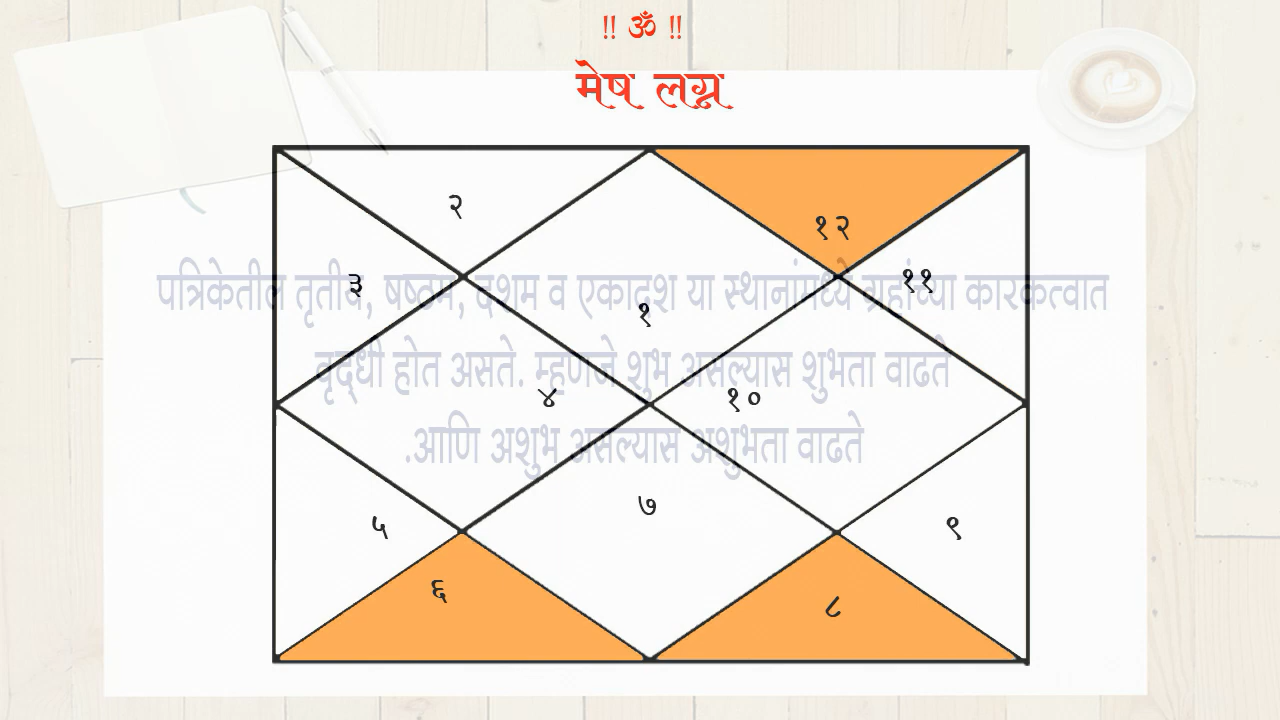 !! ॐ !!
मेष लग्न
२
१२
३
११
पत्रिकेतील तृतीय, षष्ठम, दशम व एकादश या स्थानांमध्ये ग्रहांच्या कारकत्वात
१
वृद्धी होत असते. म्हणजे शुभ असल्यास शुभता वाढते
४
१०
.आणि अशुभ असल्यास अशुभता वाढते
७
५
९
६
८